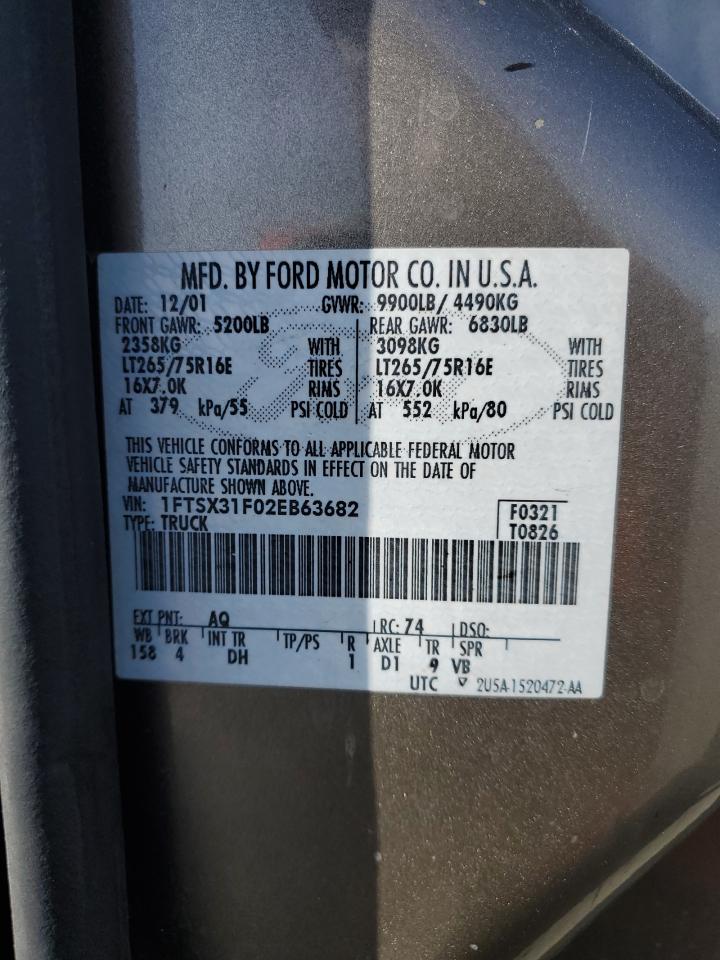 MFD. BY FORD MOTOR CO. IN U.S.A.
DATE: 12/01 GVWR: 9900LB/ 4490KG
FRONT GAWR: 5200LB REAR GAWR: 6830LB
2358KG WITH 3098KG WITH
LT265/75R16E TIRES LT265/75R16E TIRES
16X7.0K RIMS 16X7.0K RIMS
AT 379 kPa/55 PSI COLD AT 552 kPa/80 PSI COLD
THIS VEHICLE CONFORMS TO ALL APPLICABLE FEDERAL MOTOR
VEHICLE SAFETY STANDARDS IN EFFECT ON THE DATE OF
MANUFACTURE SHOWN ABOVE.
VIN: 1FTSX31F02EB63682 F0321
TYPE: TRUCK T0826
EXT PNT: AQ RC: 74 DSO:
WB BRK INT TR TP/PS R AXLE TR SPR
158 4 DH 1 D1 9 VB
UTC 2U5A-1520472-AA